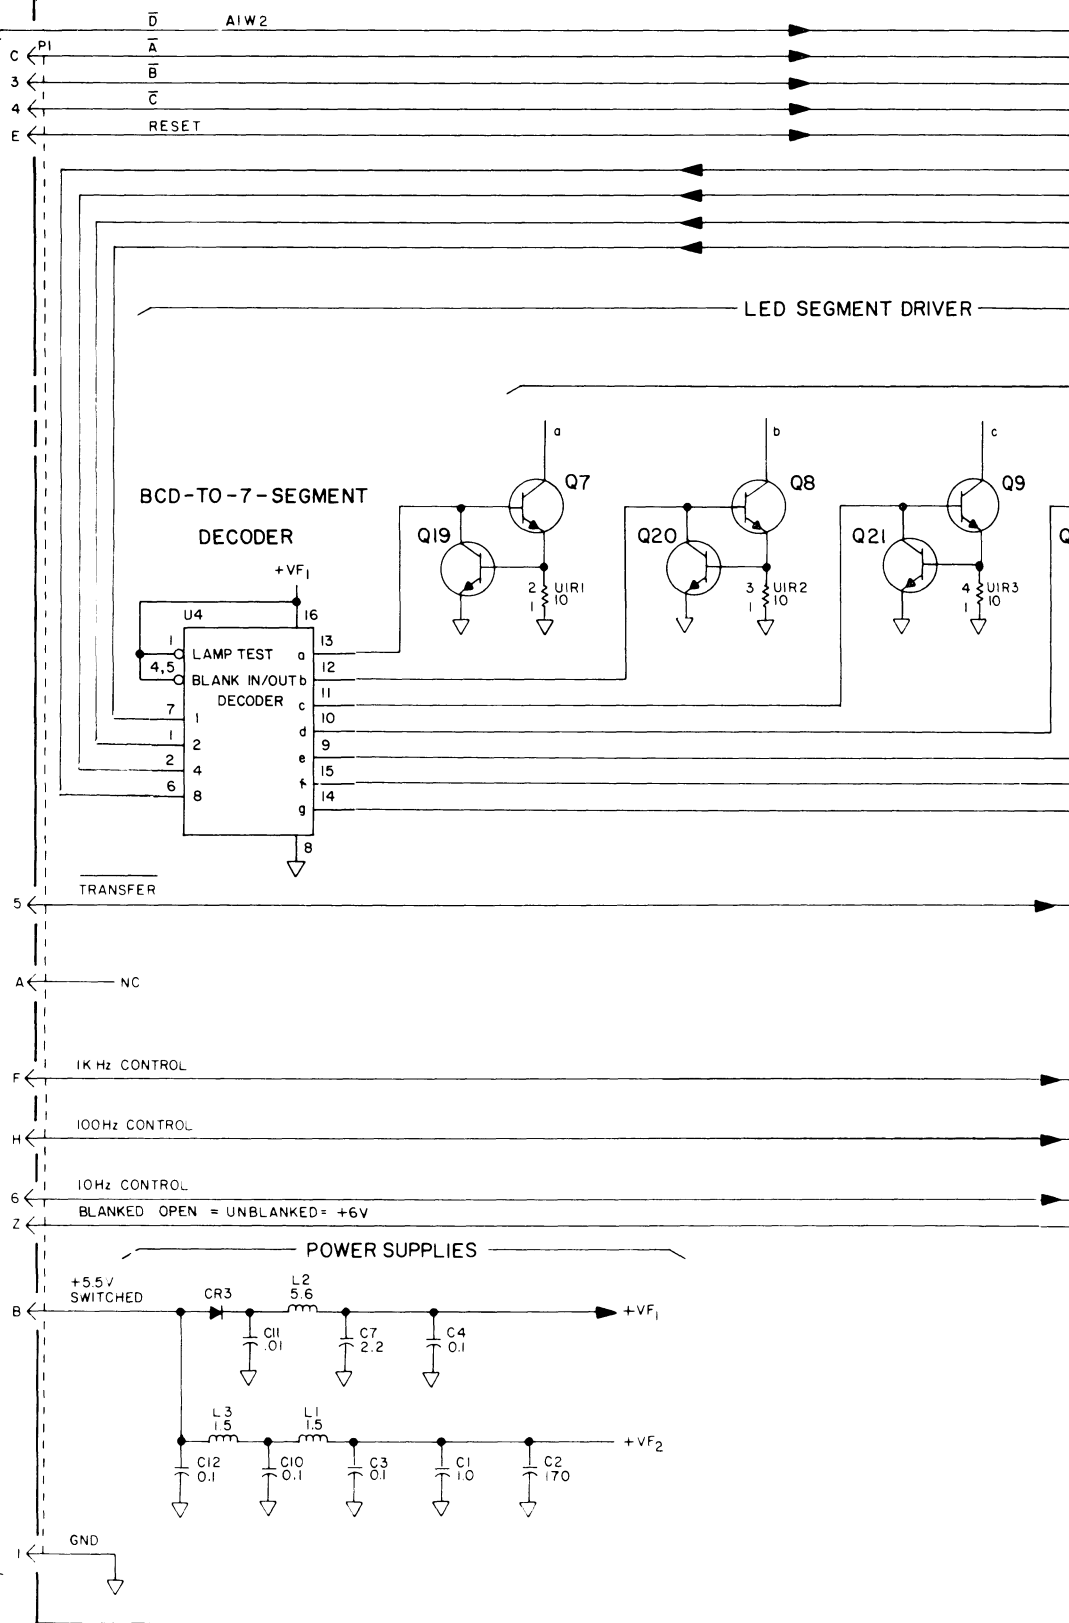 D̅ A1W2
P1
C A̅
3 B̅
4 C̅
E RESET
LED SEGMENT DRIVER
a b c
Q7 Q8 Q9
BCD-TO-7-SEGMENT
DECODER
Q19 Q20 Q21 Q
+VF1
2 U1R1 3 U1R2 4 U1R3
1 10 1 10 1 10
U4 16
1 LAMP TEST a 13
4,5 BLANK IN/OUT b 12
DECODER c 11
7 1 d 10
1 2 e 9
2 4 f 15
6 8 g 14
8
TRANSFER
5
A NC
1KHz CONTROL
F
100Hz CONTROL
H
10Hz CONTROL
6
BLANKED OPEN = UNBLANKED = +6V
Z
POWER SUPPLIES
+5.5V
SWITCHED
B
CR3
L2
5.6
+VF1
C11
.01
C7
2.2
C4
0.1
L3
1.5
L1
1.5
+VF2
C12
0.1
C10
0.1
C3
0.1
C1
1.0
C2
170
GND
1